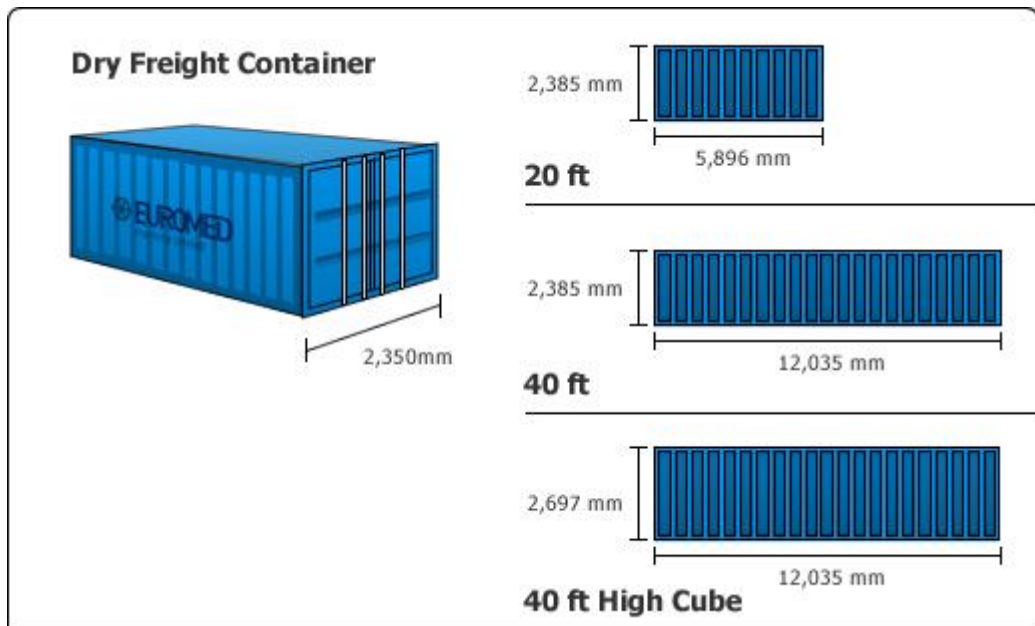 Dry Freight Container
EUROMED
2,350mm
2,385 mm
5,896 mm
20 ft
2,385 mm
12,035 mm
40 ft
2,697 mm
12,035 mm
40 ft High Cube